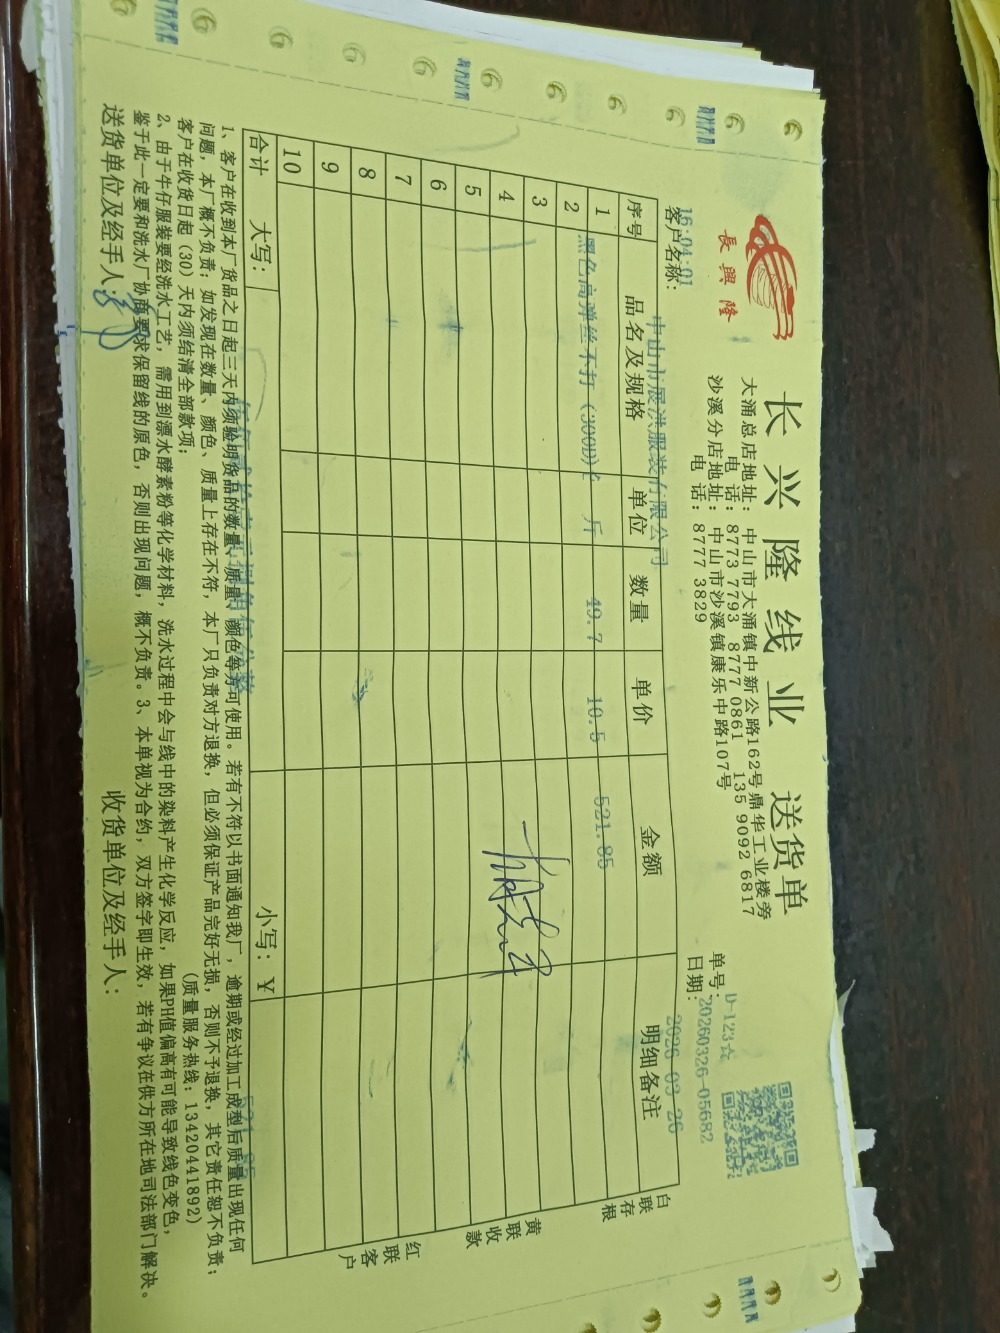 長興隆
长兴隆线业 送货单
大涌总店地址：中山市大涌镇中新公路162号鼎华工业楼旁
电 话：8773 7793 8777 0861 135 9092 6817
沙溪分店地址：中山市沙溪镇康乐中路107号
电 话：8777 3829
单号：
20260326-05682
日期：
2026-03-26
16:04:01
客户名称：
中山市展洪服装有限公司
序号 品名及规格 单位 数量 单价 金额 明细备注
1 黑色高弹丝不打（300D） 斤 49.7 10.5 521.85
2
3
4
5
6
7
8
9
10
合计 大写： 小写：￥ 521.85
1、客户在收到本厂货品之日起三天内须验明货品的数量、质量、颜色等方可使用。若有不符以书面通知我厂，逾期或经过加工成型后质量出现任何
问题，本厂概不负责；如发现在数量、颜色、质量上存在不符，本厂只负责对方退换，但必须保证产品完好无损，否则不予退换，其它责任恕不负责；
客户在收货日起（30）天内须结清全部款项； （质量服务热线：13420441892）
2、由于牛仔服装要经洗水工艺，需用到漂水酵素粉等化学材料，洗水过程中会与线中的染料产生化学反应，如果PH值偏高有可能导致线色变色，
鉴于此一定要和洗水厂协商要求保留线的原色，否则出现问题，概不负责。3、本单视为合约，双方签字即生效，若有争议在供方所在地司法部门解决。
送货单位及经手人： 收货单位及经手人：
白联存根
黄联收款
红联客户